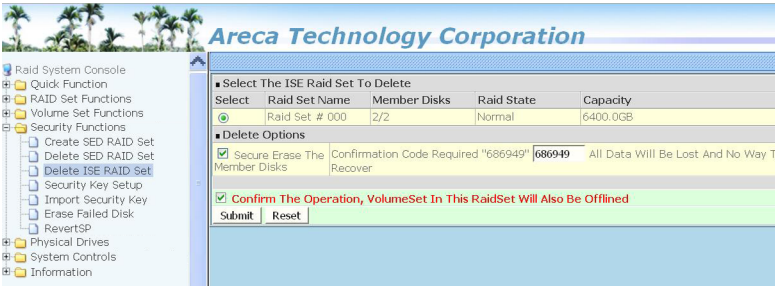 Areca Technology Corporation
Raid System Console
Quick Function
RAID Set Functions
Volume Set Functions
Security Functions
Create SED RAID Set
Delete SED RAID Set
Delete ISE RAID Set
Security Key Setup
Import Security Key
Erase Failed Disk
RevertSP
Physical Drives
System Controls
Information
Select The ISE Raid Set To Delete
Select Raid Set Name Member Disks Raid State Capacity
Raid Set # 000 2/2 Normal 6400.0GB
Delete Options
Secure Erase The Member Disks
Confirmation Code Required "686949" 686949 All Data Will Be Lost And No Way T
Recover
Confirm The Operation, VolumeSet In This RaidSet Will Also Be Offlined
Submit Reset